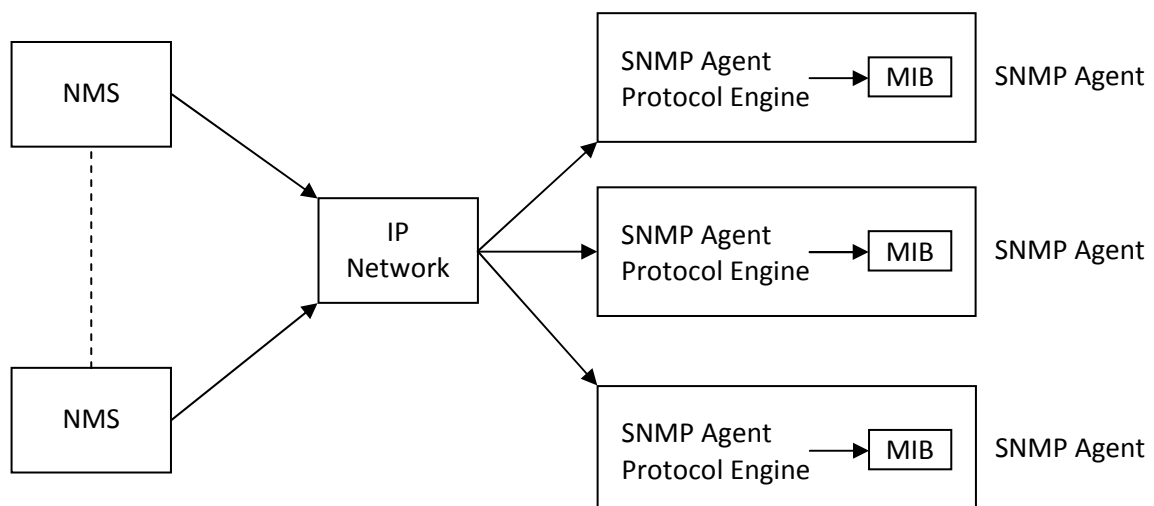 NMS
NMS
IP
Network
SNMP Agent
Protocol Engine
MIB
SNMP Agent
SNMP Agent
Protocol Engine
MIB
SNMP Agent
SNMP Agent
Protocol Engine
MIB
SNMP Agent